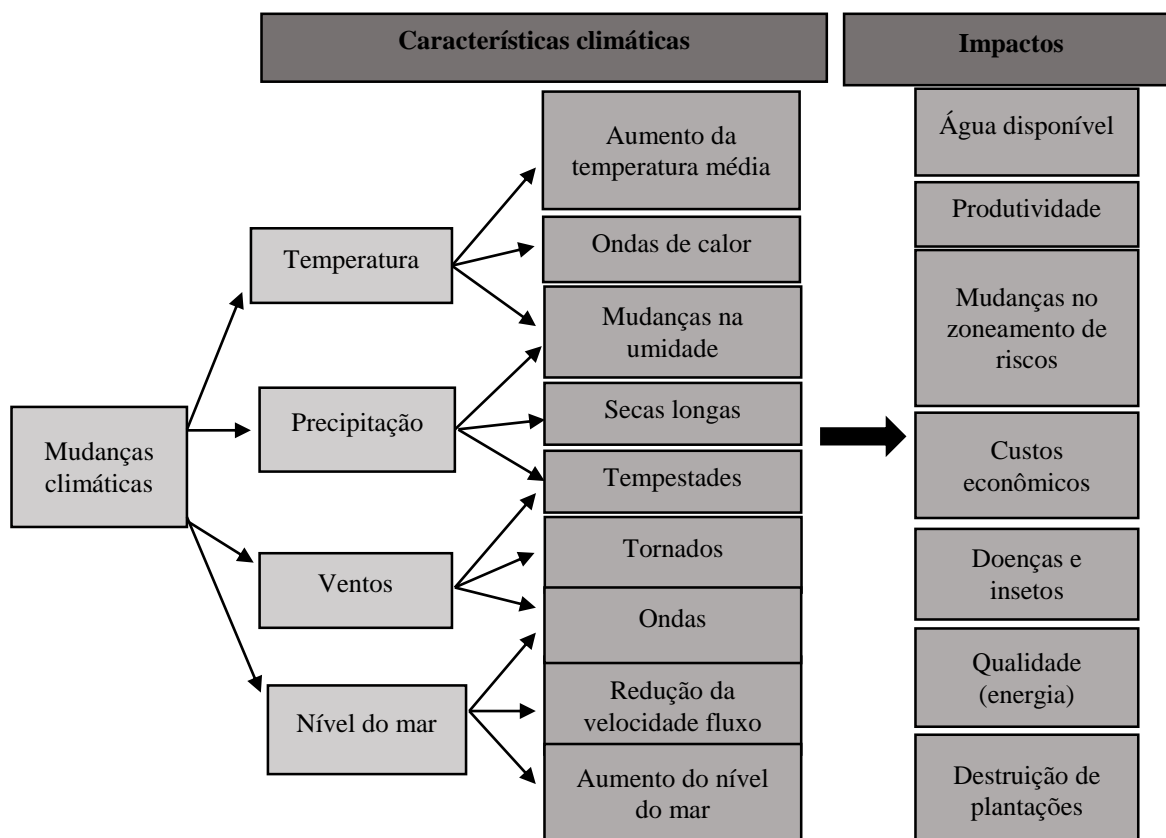 Características climáticas
Impactos
Mudanças
climáticas
Temperatura
Precipitação
Ventos
Nível do mar
Aumento da
temperatura média
Ondas de calor
Mudanças na
umidade
Secas longas
Tempestades
Tornados
Ondas
Redução da
velocidade fluxo
Aumento do nível
do mar
Água disponível
Produtividade
Mudanças no
zoneamento de
riscos
Custos
econômicos
Doenças e
insetos
Qualidade
(energia)
Destruição de
plantações